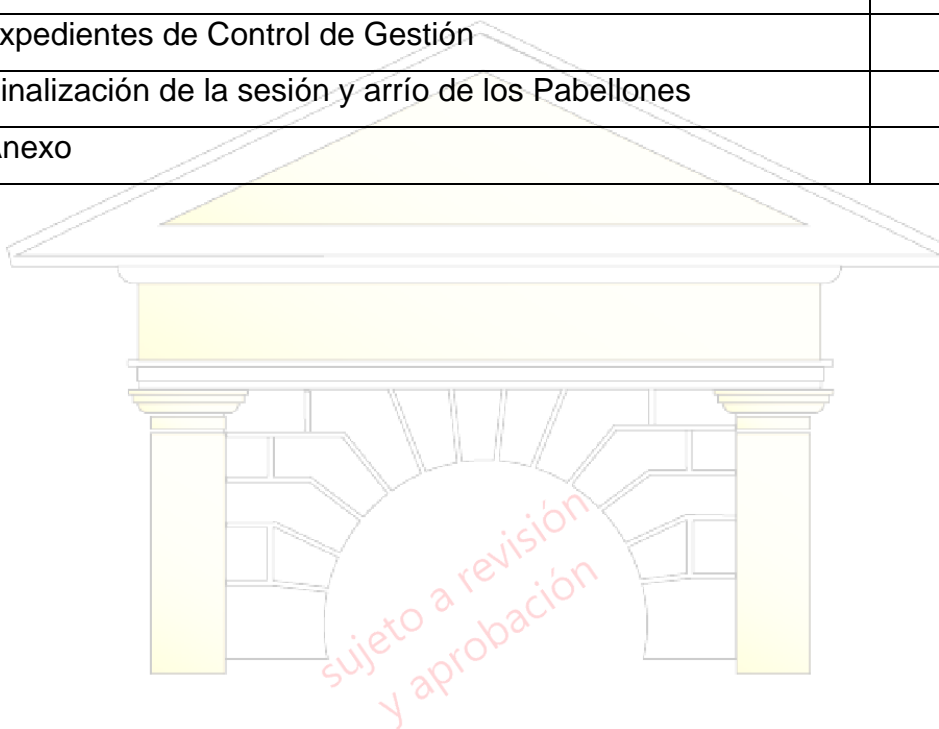 xpedientes de Control de Gestión
inalización de la sesión y arrío de los Pabellones
nexo
sujeto a revisión
y aprobación